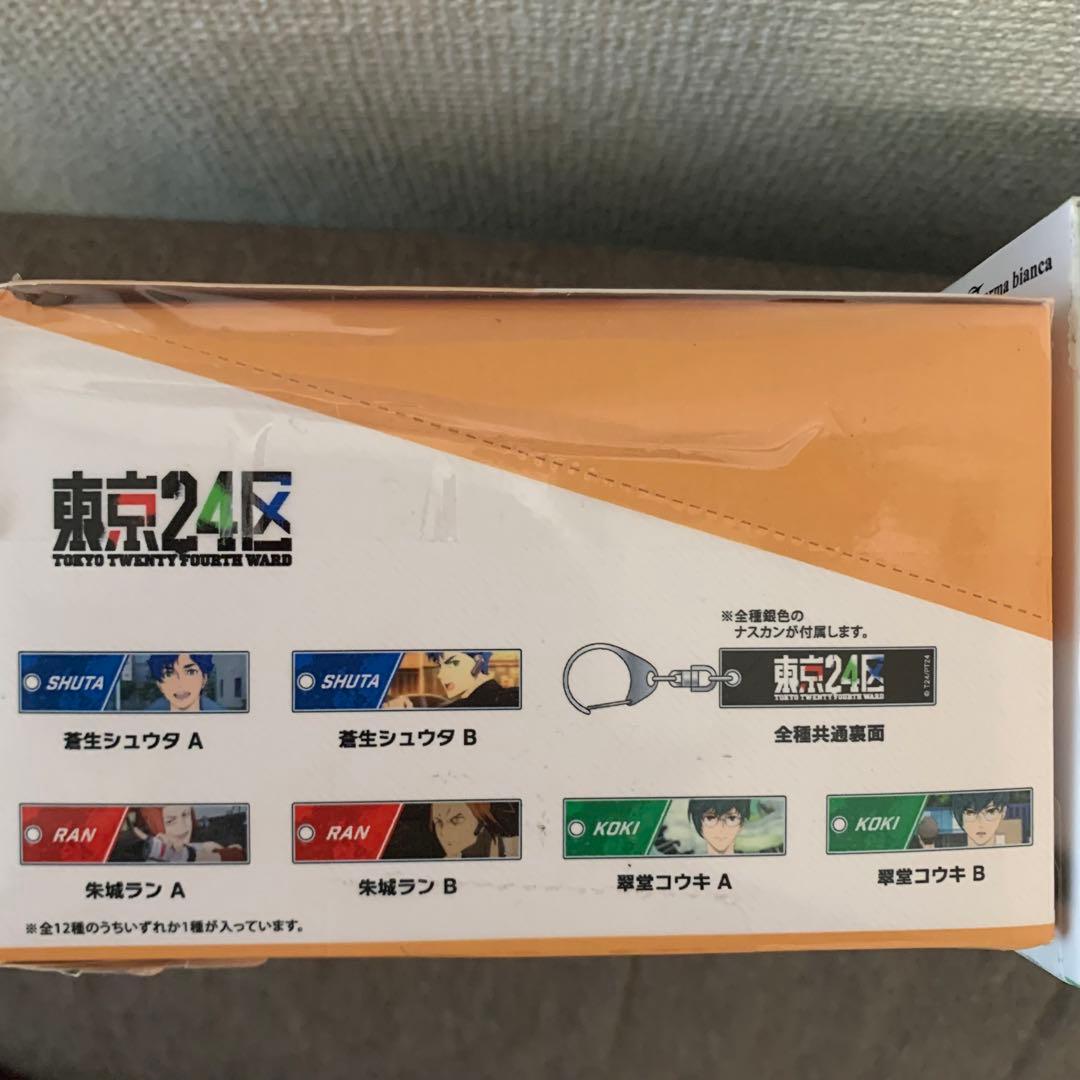 rma bianca
東京24区
TOKYO TWENTY FOURTH WARD
※全種銀色の
ナスカンが付属します。
SHUTA
蒼生シュウタ A
SHUTA
蒼生シュウタ B
東京24区
TOKYO TWENTY FOURTH WARD
© T24/PT24
全種共通裏面
RAN
朱城ラン A
RAN
朱城ラン B
KOKI
翠堂コウキ A
KOKI
翠堂コウキ B
※全12種のうちいずれか1種が入っています。